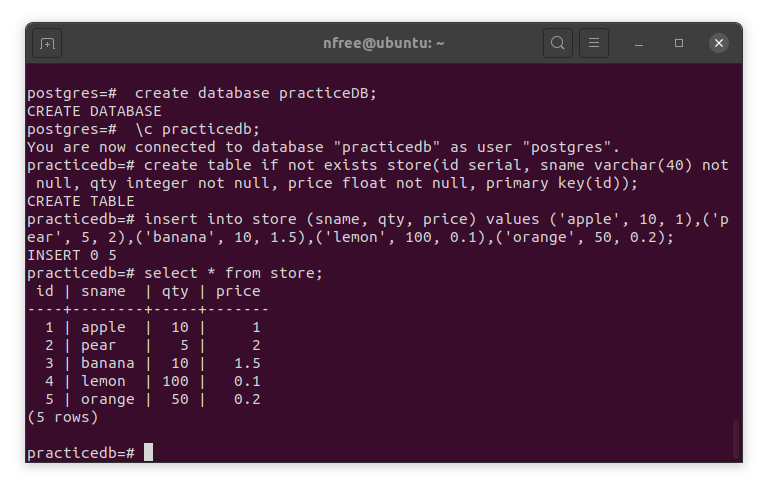 nfree@ubuntu: ~
postgres=#  create database practiceDB;
CREATE DATABASE
postgres=#  \c practicedb;
You are now connected to database "practicedb" as user "postgres".
practicedb=# create table if not exists store(id serial, sname varchar(40) not
 null, qty integer not null, price float not null, primary key(id));
CREATE TABLE
practicedb=# insert into store (sname, qty, price) values ('apple', 10, 1),('p
ear', 5, 2),('banana', 10, 1.5),('lemon', 100, 0.1),('orange', 50, 0.2);
INSERT 0 5
practicedb=# select * from store;
 id | sname  | qty | price
----+--------+-----+-------
  1 | apple  |  10 |     1
  2 | pear   |   5 |     2
  3 | banana |  10 |   1.5
  4 | lemon  | 100 |   0.1
  5 | orange |  50 |   0.2
(5 rows)
practicedb=#